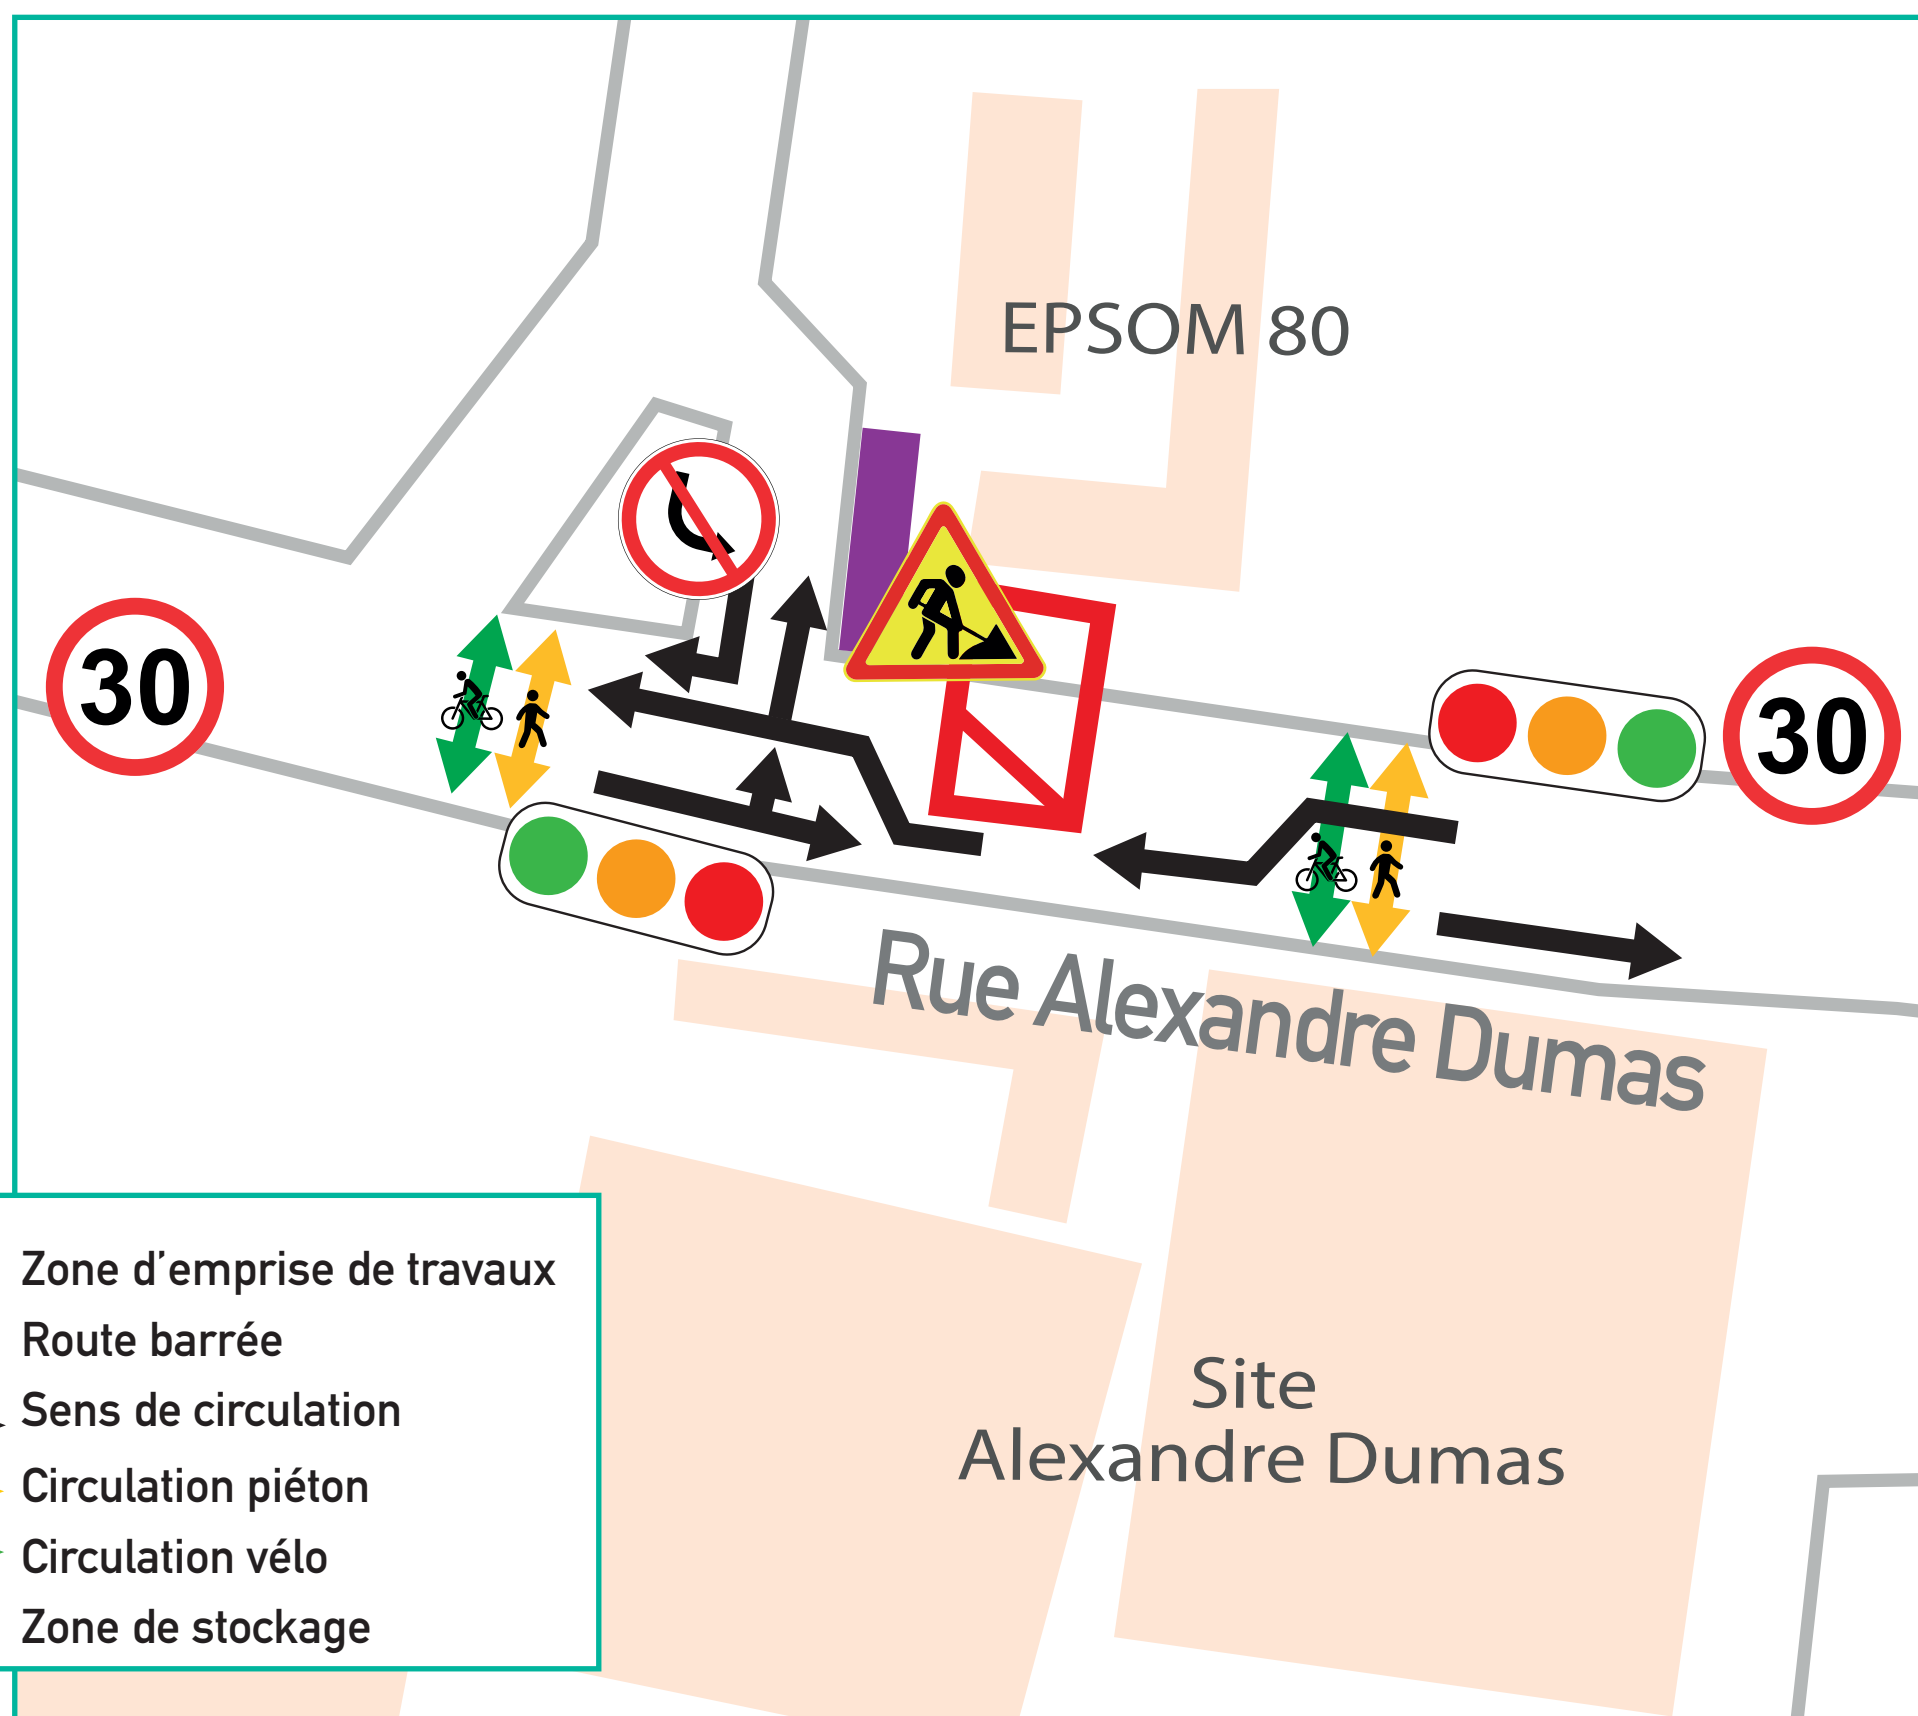 EPSOM 80
30
30
Rue Alexandre Dumas
Site
Alexandre Dumas
Zone d’emprise de travaux
Route barrée
Sens de circulation
Circulation piéton
Circulation vélo
Zone de stockage